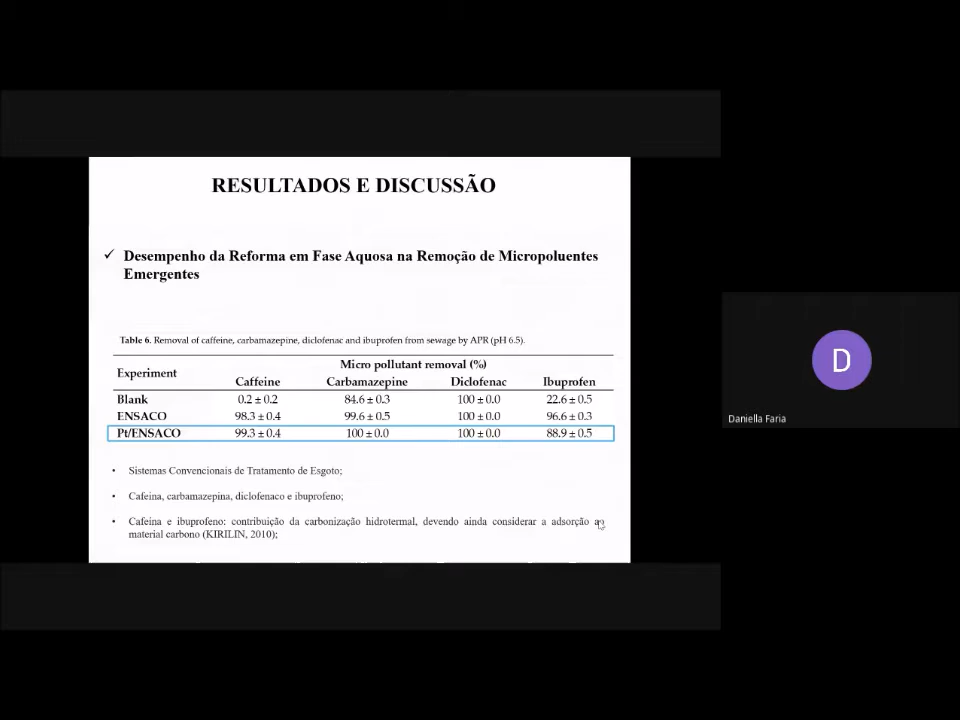 RESULTADOS E DISCUSSÃO
✓ Desempenho da Reforma em Fase Aquosa na Remoção de Micropoluentes
Emergentes
Table 6. Removal of caffeine, carbamazepine, diclofenac and ibuprofen from sewage by APR (pH 6.5).
Experiment
Micro pollutant removal (%)
Caffeine Carbamazepine Diclofenac Ibuprofen
Blank 0.2 ± 0.2 84.6 ± 0.3 100 ± 0.0 22.6 ± 0.5
ENSACO 98.3 ± 0.4 99.6 ± 0.5 100 ± 0.0 96.6 ± 0.3
Pt/ENSACO 99.3 ± 0.4 100 ± 0.0 100 ± 0.0 88.9 ± 0.5
• Sistemas Convencionais de Tratamento de Esgoto;
• Cafeína, carbamazepina, diclofenaco e ibuprofeno;
• Cafeína e ibuprofeno: contribuição da carbonização hidrotermal, devendo ainda considerar a adsorção
material carbono (KIRILIN, 2010);
D
Daniella Faria